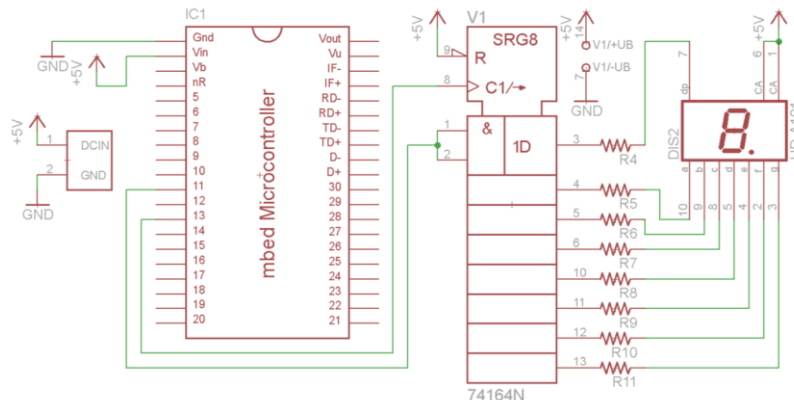 IC1
Gnd
Vin
Vb
nR
5
6
7
8
9
10
11
12
13
14
15
16
17
18
19
20
Vout
Vu
IF-
IF+
RD-
RD+
TD-
TD+
D-
D+
30
29
28
27
26
25
24
23
22
21
mbed Microcontroller
GND
+5V
+5V
1
DCIN
2
GND
GND
V1
+5V
SRG8
9
R
8
C1/→
&
1
2
1D
3
4
5
6
10
11
12
13
74164N
+5V
14
V1/+UB
V1/-UB
7
GND
R4
R5
R6
R7
R8
R9
R10
R11
+5V
7
6
1
dp
CA
CA
DIS2
8.
a
b
c
d
e
f
g
10
9
8
5
4
2
3